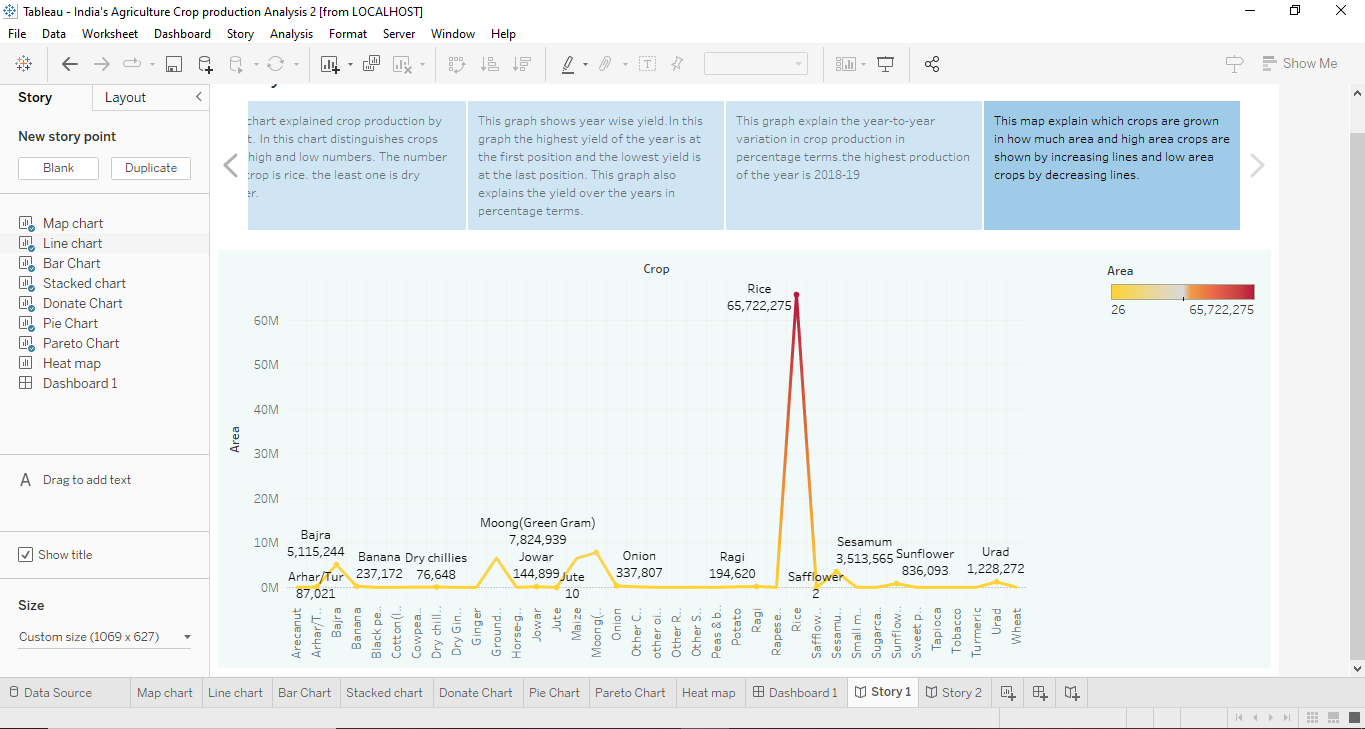 Tableau - India's Agriculture Crop production Analysis 2 [from LOCALHOST]
File Data Worksheet Dashboard Story Analysis Format Server Window Help
Show Me
Story Layout
New story point
Blank Duplicate
Map chart
Line chart
Bar Chart
Stacked chart
Donate Chart
Pie Chart
Pareto Chart
Heat map
Dashboard 1
A Drag to add text
Show title
Size
Custom size (1069 x 627)
chart explained crop production by
t. In this chart distinguishes crops
high and low numbers. The number
crop is rice. the least one is dry
er.
This graph shows year wise yield.In this
graph the highest yield of the year is at
the first position and the lowest yield is
at the last position. This graph also
explains the yield over the years in
percentage terms.
This graph explain the year-to-year
variation in crop production in
percentage terms.the highest production
of the year is 2018-19
This map explain which crops are grown
in how much area and high area crops are
shown by increasing lines and low area
crops by decreasing lines.
Crop
Area
26 65,722,275
Area
60M
50M
40M
30M
20M
10M
0M
Rice
65,722,275
Bajra
5,115,244
Arhar/Tur
87,021
Banana
237,172
Dry chillies
76,648
Moong(Green Gram)
7,824,939
Jowar
144,899
Jute
10
Onion
337,807
Ragi
194,620
Safflower
2
Sesamum
3,513,565
Sunflower
836,093
Urad
1,228,272
Arecanut
Arhar/T..
Bajra
Banana
Black pe..
Cotton(l..
Cowpea..
Dry chill..
Dry Gin..
Ginger
Ground..
Horse-g..
Jowar
Jute
Maize
Moong(..
Onion
Other C..
other oi..
Other R..
Other S..
Peas & b..
Potato
Ragi
Rapese..
Rice
Safflow..
Sesamu..
Small m..
Sugarca..
Sunflow..
Sweet p..
Tapioca
Tobacco
Turmeric
Urad
Wheat
Data Source Map chart Line chart Bar Chart Stacked chart Donate Chart Pie Chart Pareto Chart Heat map Dashboard 1 Story 1 Story 2